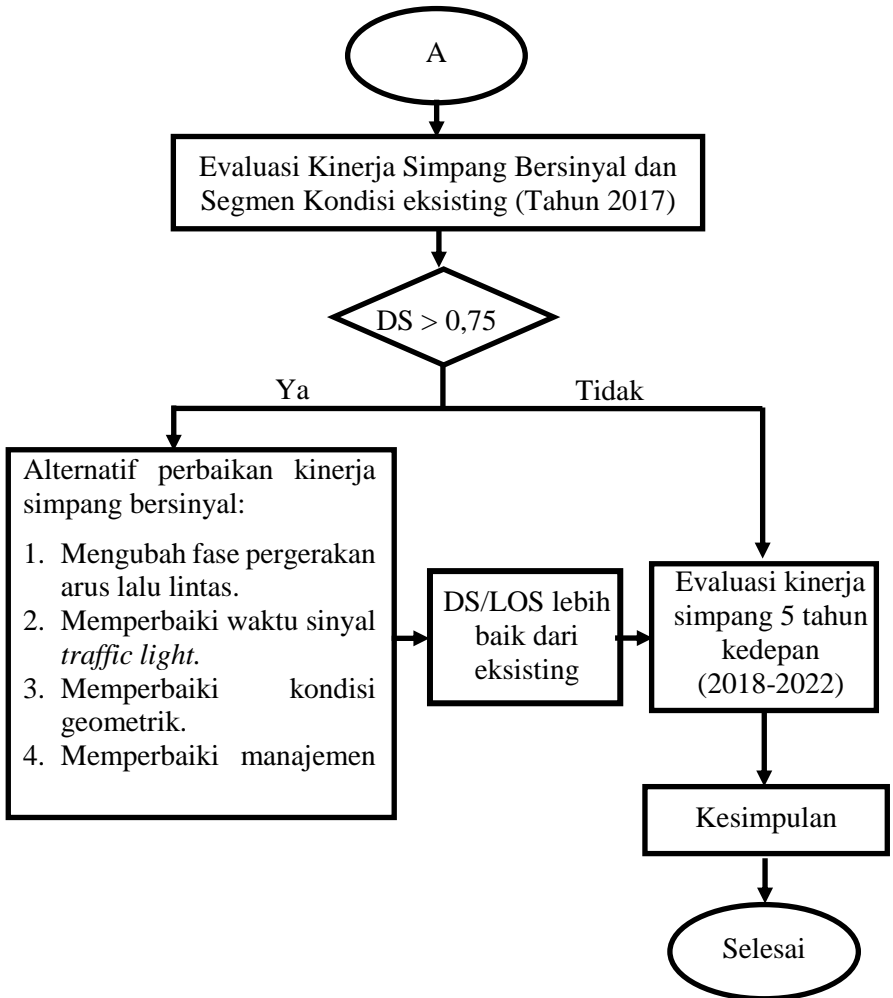 A
Evaluasi Kinerja Simpang Bersinyal dan
Segmen Kondisi eksisting (Tahun 2017)
DS > 0,75
Ya
Tidak
Alternatif perbaikan kinerja
simpang bersinyal:
1. Mengubah fase pergerakan
arus lalu lintas.
2. Memperbaiki waktu sinyal
traffic light.
3. Memperbaiki kondisi
geometrik.
4. Memperbaiki manajemen
DS/LOS lebih
baik dari
eksisting
Evaluasi kinerja
simpang 5 tahun
kedepan
(2018-2022)
Kesimpulan
Selesai